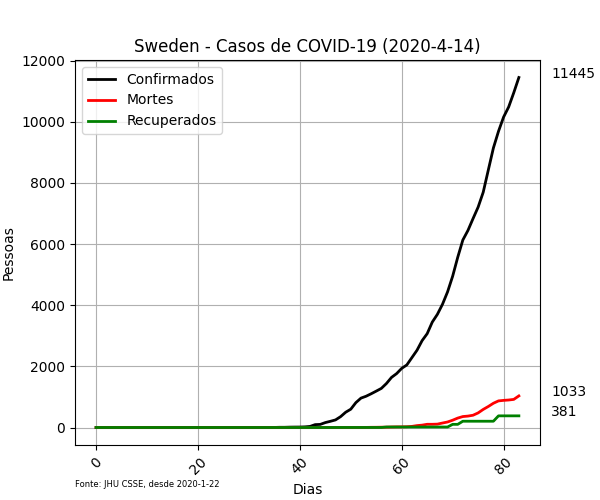 Sweden - Casos de COVID-19 (2020-4-14)
12000
10000
8000
6000
4000
2000
0
Pessoas
Confirmados
Mortes
Recuperados
11445
1033
381
0
20
40
60
80
Dias
Fonte: JHU CSSE, desde 2020-1-22